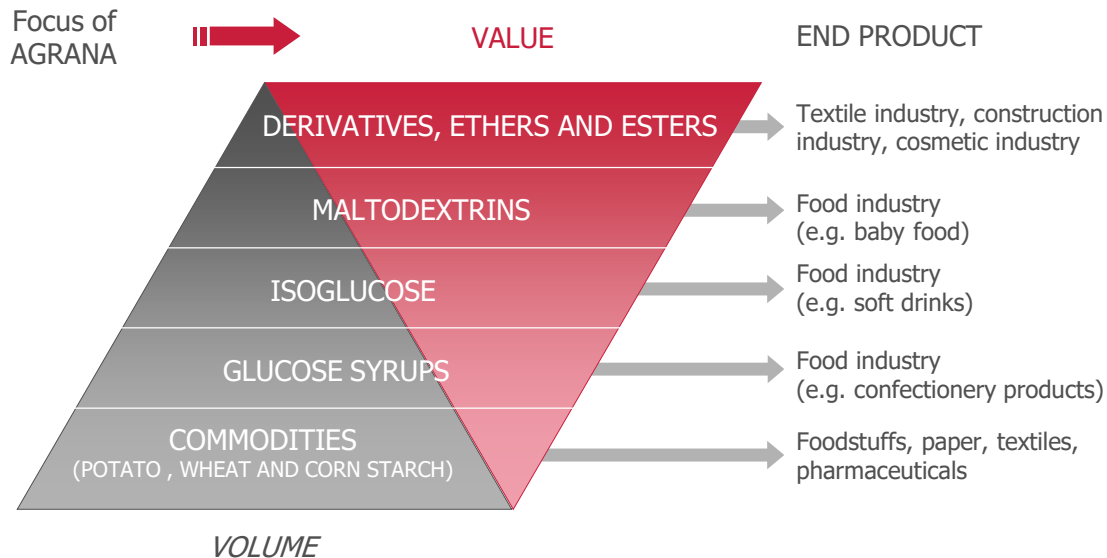 Focus of
AGRANA
VALUE
END PRODUCT
DERIVATIVES, ETHERS AND ESTERS
Textile industry, construction
industry, cosmetic industry
MALTODEXTRINS
Food industry
(e.g. baby food)
ISOGLUCOSE
Food industry
(e.g. soft drinks)
GLUCOSE SYRUPS
Food industry
(e.g. confectionery products)
COMMODITIES
(POTATO , WHEAT AND CORN STARCH)
Foodstuffs, paper, textiles,
pharmaceuticals
VOLUME